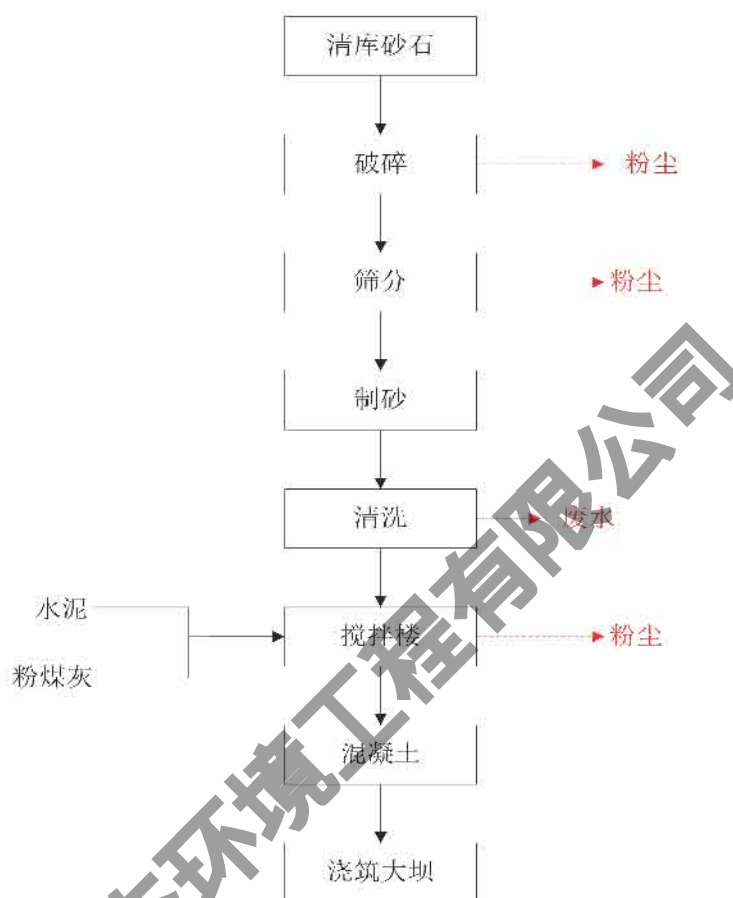 清库砂石
破碎
粉尘
筛分
粉尘
制砂
清洗
废水
水泥
搅拌楼
粉尘
粉煤灰
混凝土
浇筑大坝
环境工程有限公司